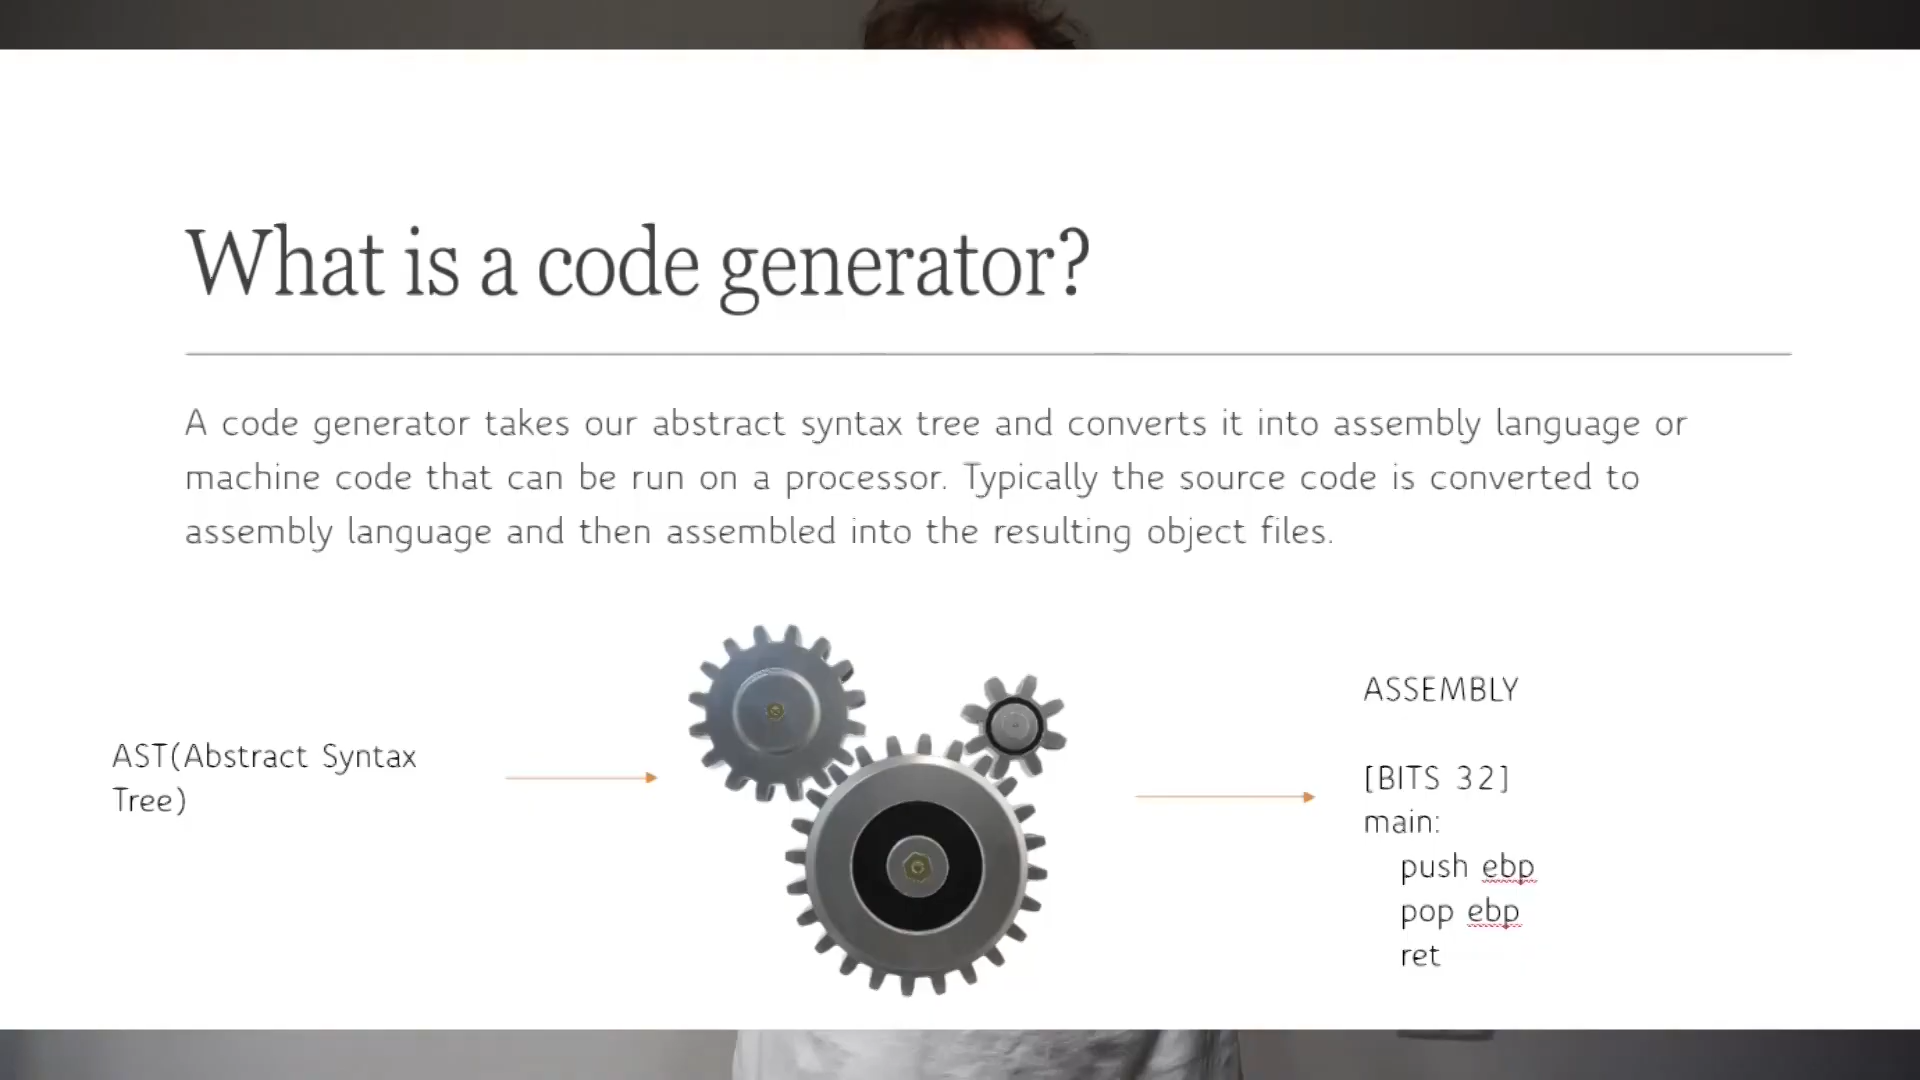 What is a code generator?
A code generator takes our abstract syntax tree and converts it into assembly language or
machine code that can be run on a processor. Typically the source code is converted to
assembly language and then assembled into the resulting object files.
AST(Abstract Syntax
Tree)
ASSEMBLY
[BITS 32]
main:
push ebp
pop ebp
ret